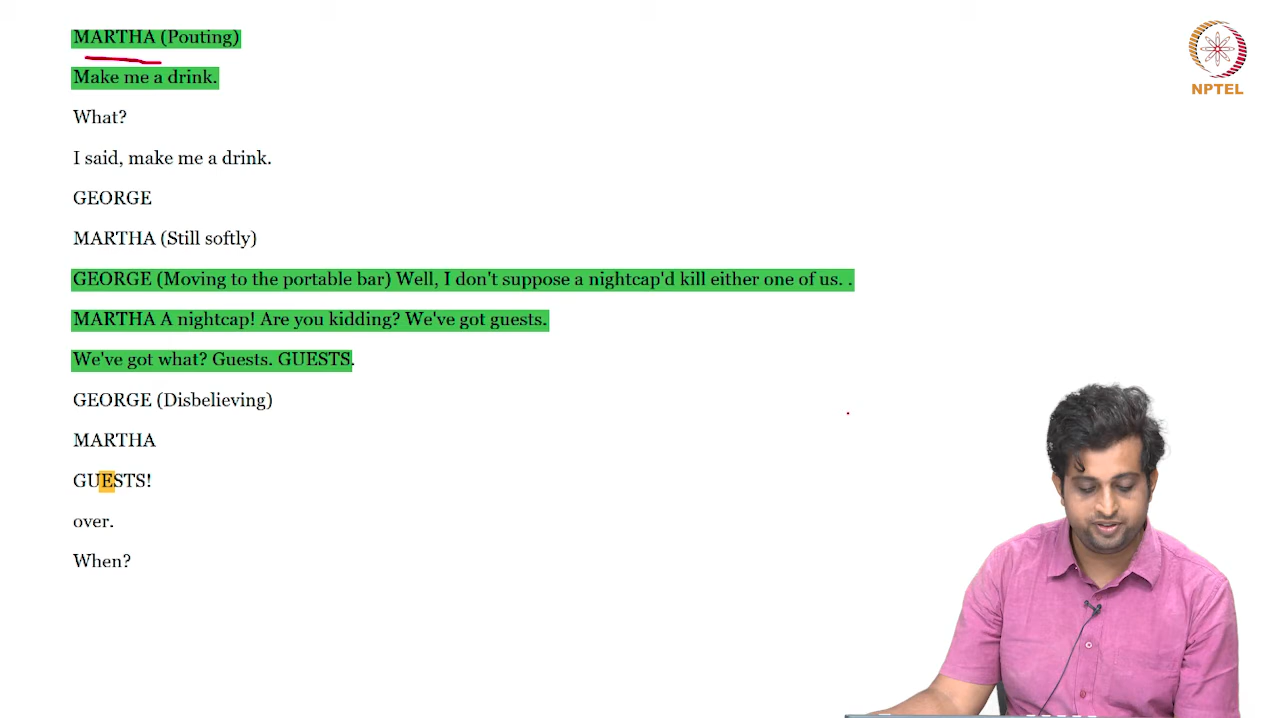 MARTHA (Pouting)
Make me a drink.
What?
I said, make me a drink.
GEORGE
MARTHA (Still softly)
GEORGE (Moving to the portable bar) Well, I don't suppose a nightcap'd kill either one of us. .
MARTHA A nightcap! Are you kidding? We've got guests.
We've got what? Guests. GUESTS.
GEORGE (Disbelieving)
MARTHA
GUESTS!
over.
When?
NPTEL